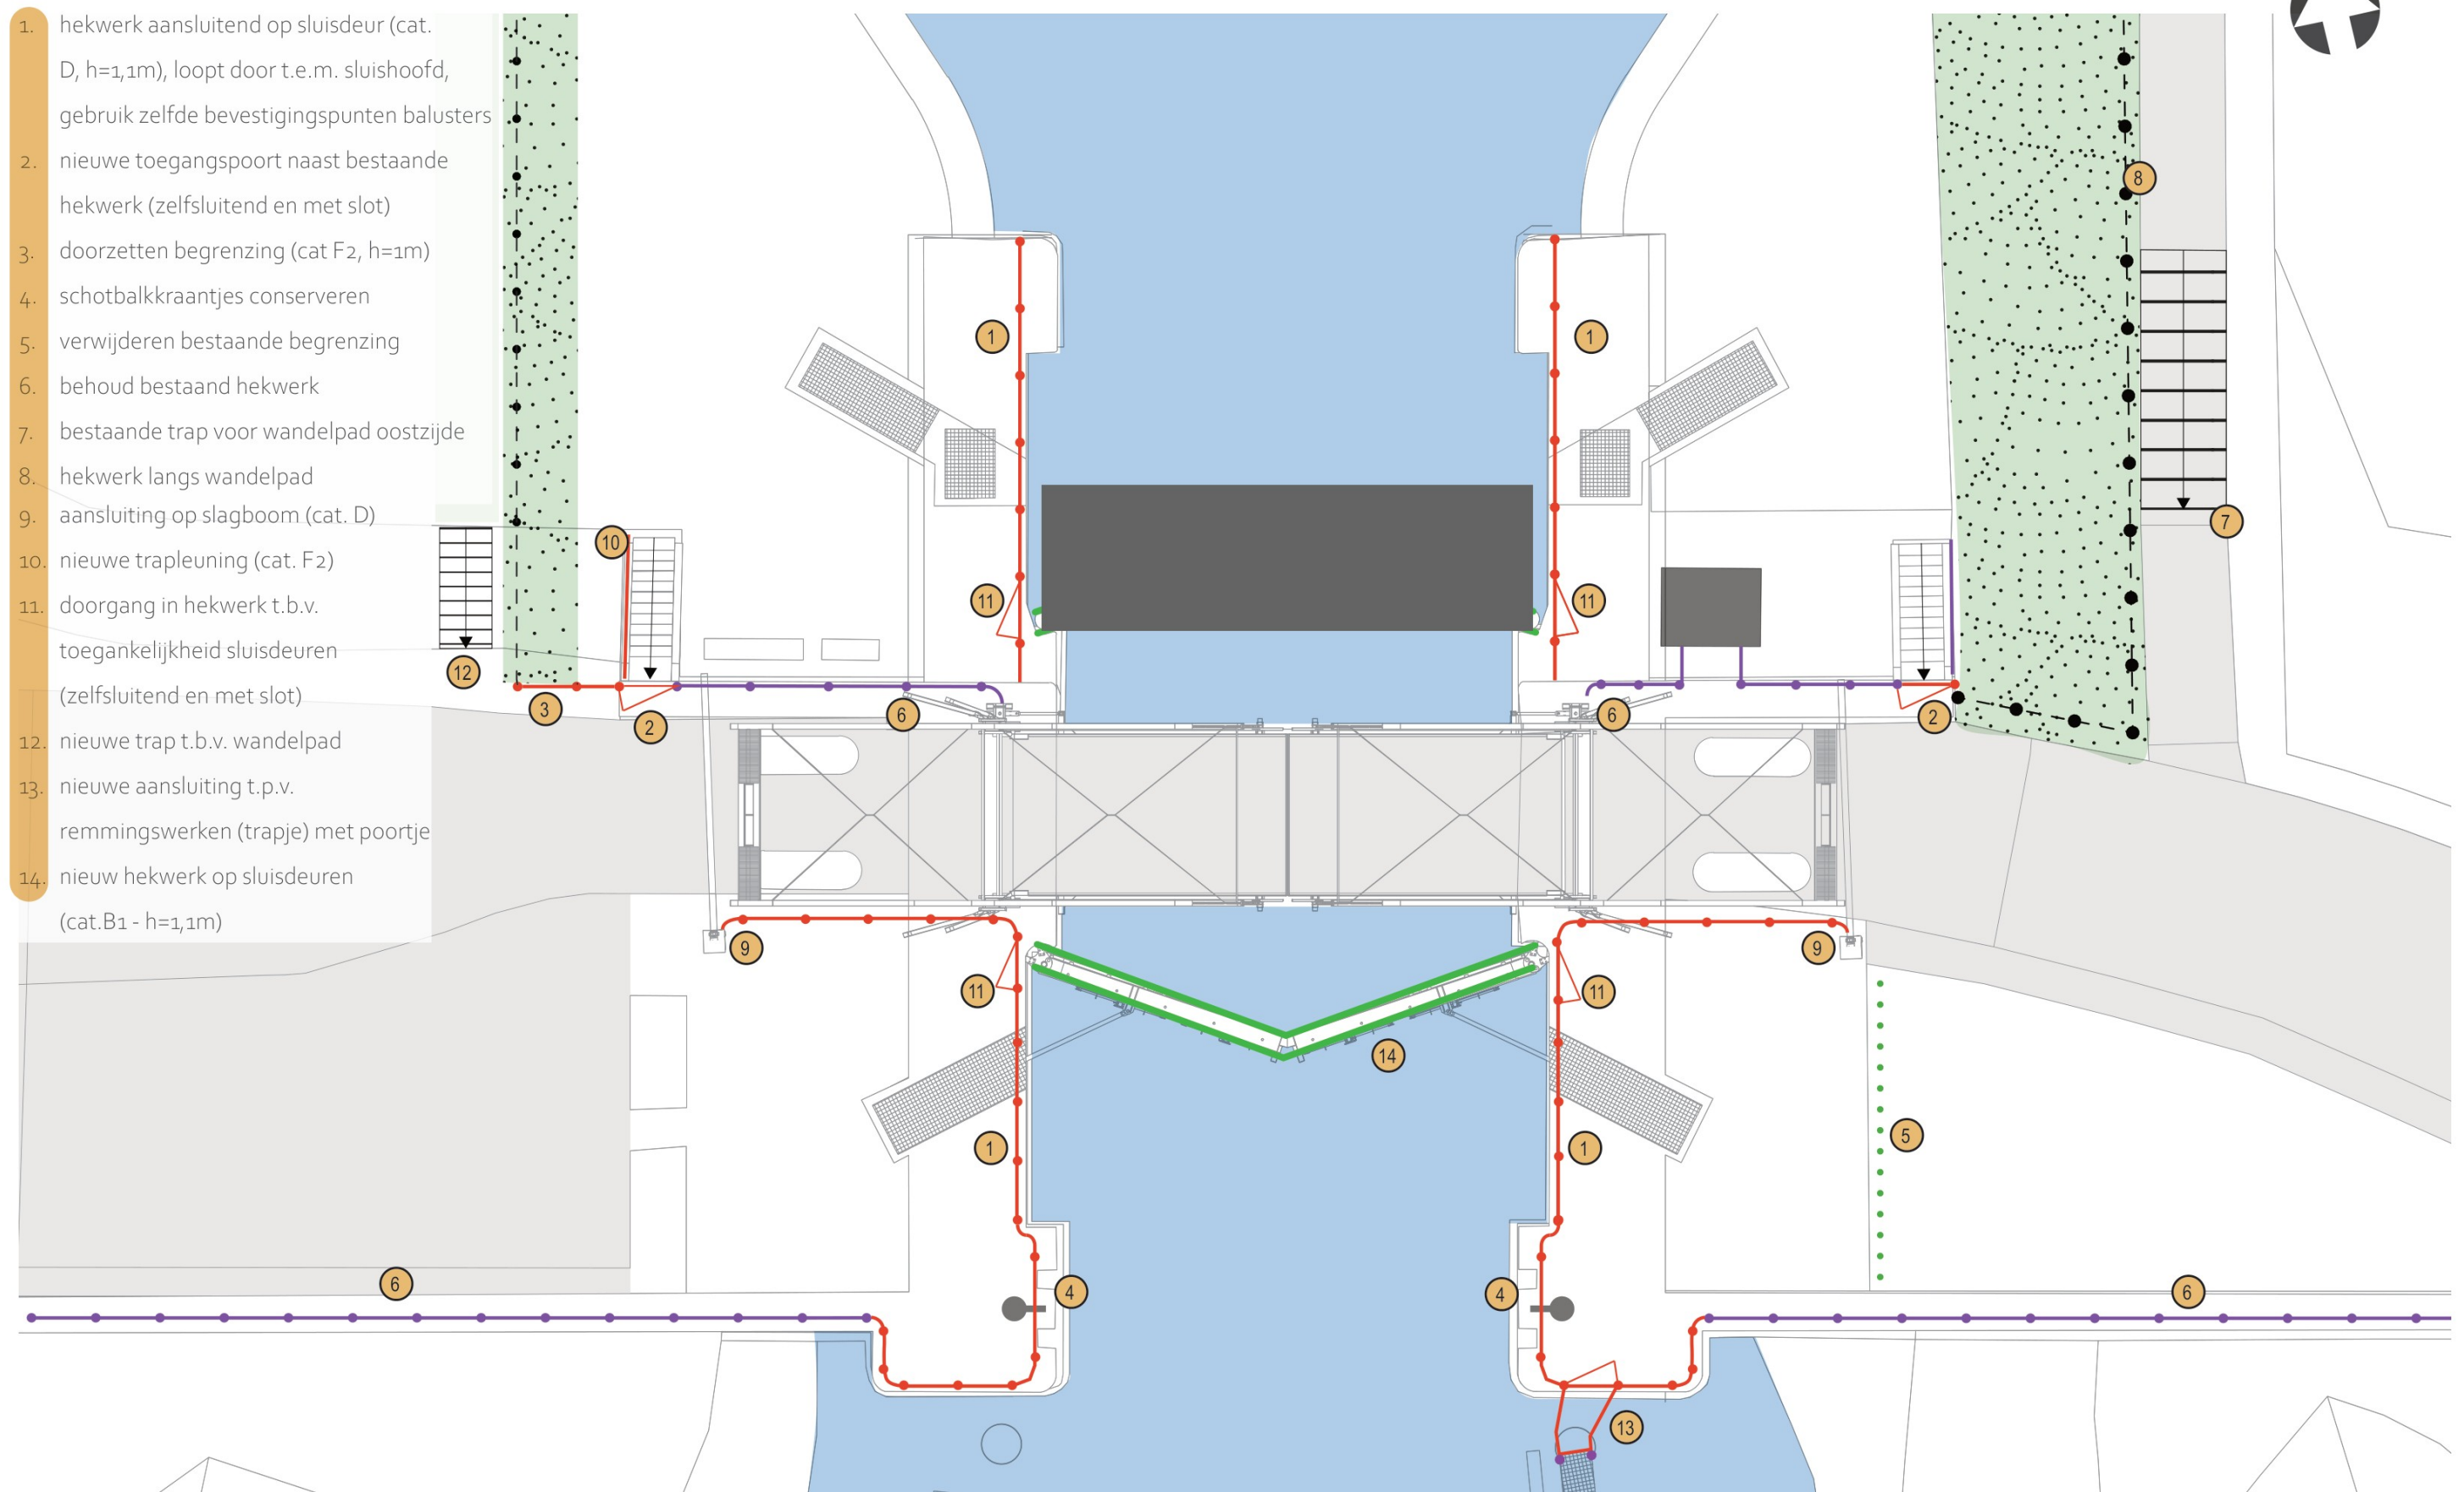 1. hekwerk aansluitend op sluisdeur (cat.
D, h=1,1m), loopt door t.e.m. sluishoofd,
gebruik zelfde bevestigingspunten balusters
2. nieuwe toegangspoort naast bestaande
hekwerk (zelfsluitend en met slot)
3. doorzetten begrenzing (cat F2, h=1m)
4. schotbalkkraantjes conserveren
5. verwijderen bestaande begrenzing
6. behoud bestaand hekwerk
7. bestaande trap voor wandelpad oostzijde
8. hekwerk langs wandelpad
9. aansluiting op slagboom (cat. D)
10. nieuwe trapleuning (cat. F2)
11. doorgang in hekwerk t.b.v.
toegankelijkheid sluisdeuren
(zelfsluitend en met slot)
12. nieuwe trap t.b.v. wandelpad
13. nieuwe aansluiting t.p.v.
remmingswerken (trapje) met poortje
14. nieuw hekwerk op sluisdeuren
(cat.B1 - h=1,1m)
8
1
1
7
10
11
11
12
3
2
6
6
2
9
9
11
11
14
5
1
1
6
4
4
6
13